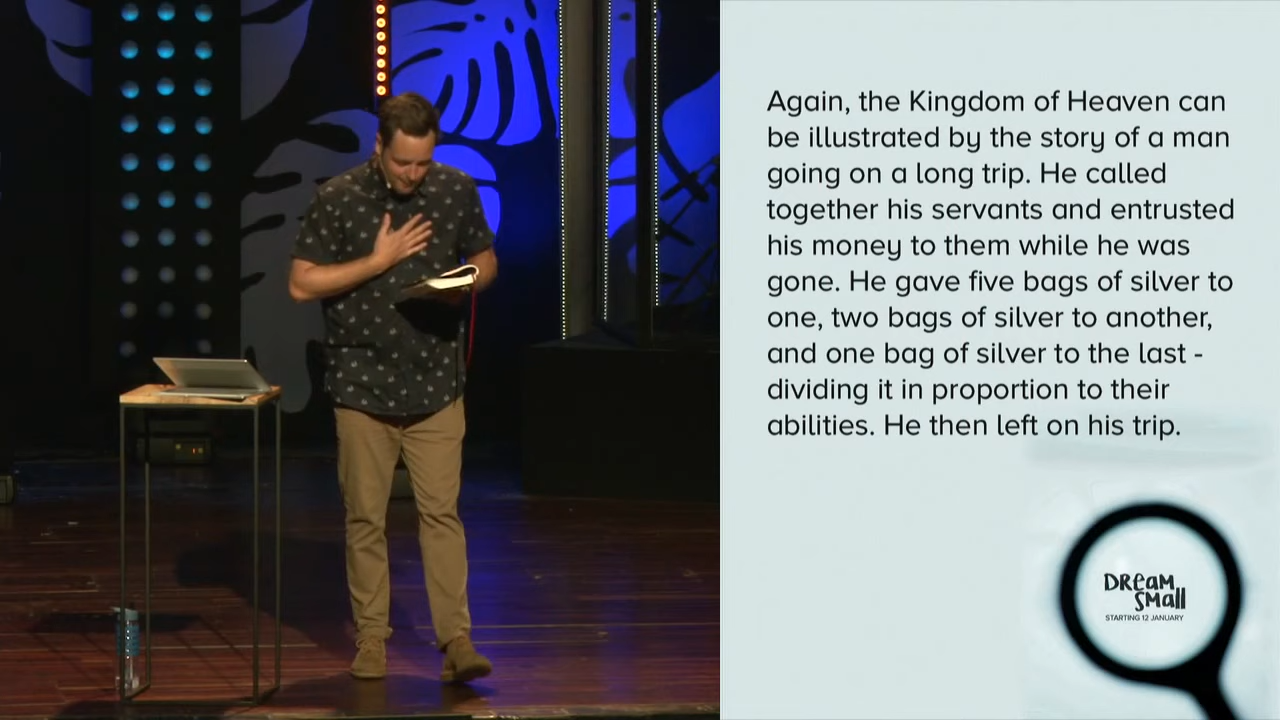 Again, the Kingdom of Heaven can
be illustrated by the story of a man
going on a long trip. He called
together his servants and entrusted
his money to them while he was
gone. He gave five bags of silver to
one, two bags of silver to another,
and one bag of silver to the last -
dividing it in proportion to their
abilities. He then left on his trip.
DReaM
SMall
STARTING 12 JANUARY